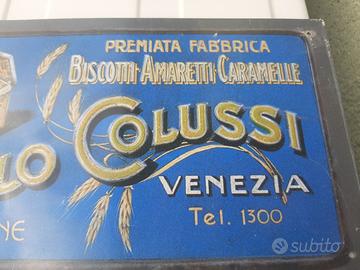 PREMIATA FABBRICA
BISCOTTI-AMARETTI-CARAMELLE
LO COLUSSI
VENEZIA
Tel. 1300
NE
subito